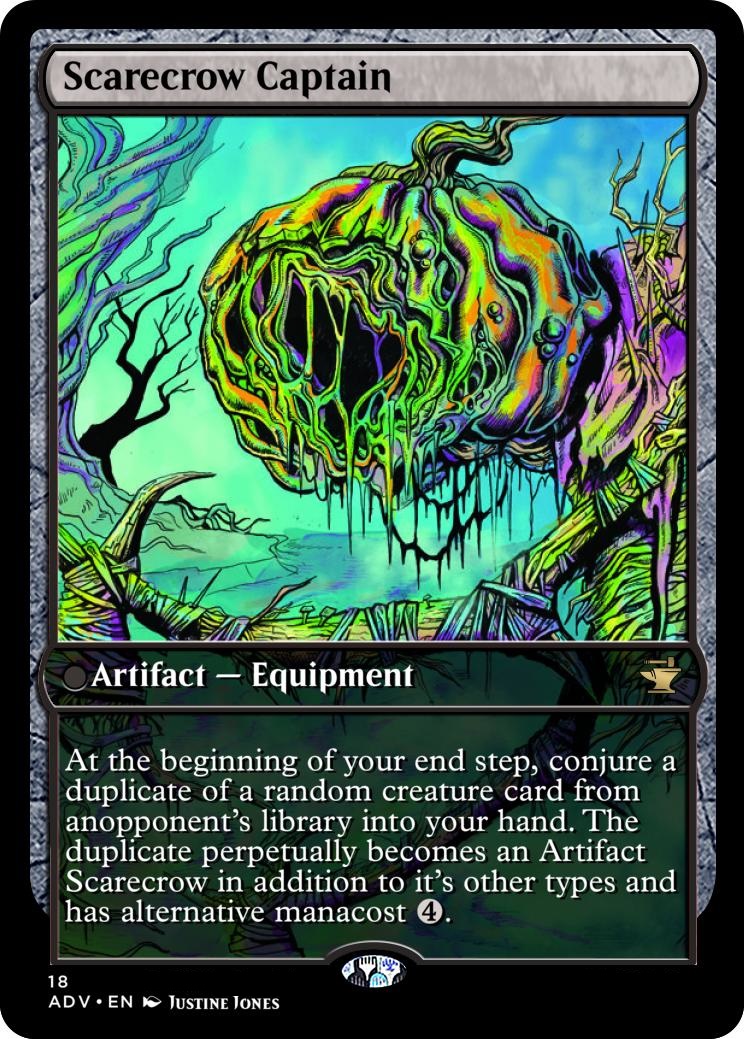 Scarecrow Captain
Artifact — Equipment
At the beginning of your end step, conjure a
duplicate of a random creature card from
anopponent's library into your hand. The
duplicate perpetually becomes an Artifact
Scarecrow in addition to it's other types and
has alternative manacost 4.
18
ADV • EN Justine Jones